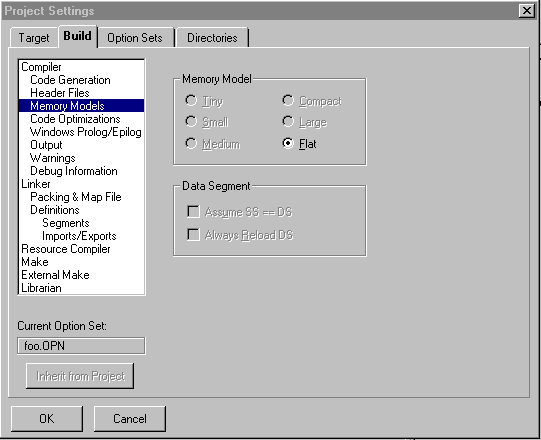 Project Settings
Target Build Option Sets Directories
Compiler
Code Generation
Header Files
Memory Models
Code Optimizations
Windows Prolog/Epilog
Output
Warnings
Debug Information
Linker
Packing & Map File
Definitions
Segments
Imports/Exports
Resource Compiler
Make
External Make
Librarian
Memory Model
Tiny Compact
Small Large
Medium Flat
Data Segment
Assume SS == DS
Always Reload DS
Current Option Set:
foo.OPN
Inherit from Project
OK Cancel